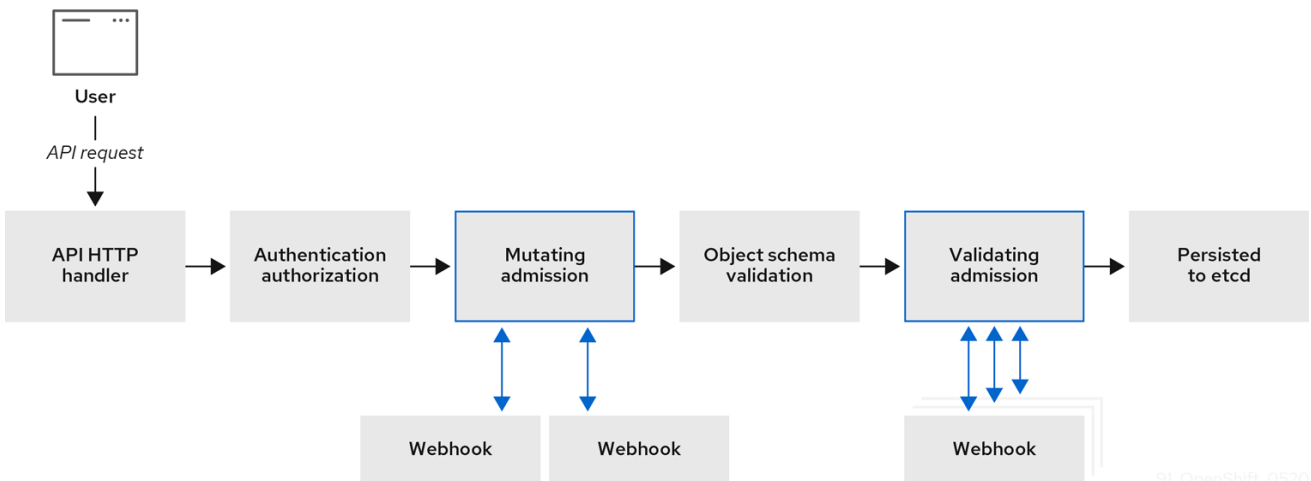 User
API request
API HTTP
handler
Authentication
authorization
Mutating
admission
Object schema
validation
Validating
admission
Persisted
to etcd
Webhook
Webhook
Webhook
OpenShift_0520